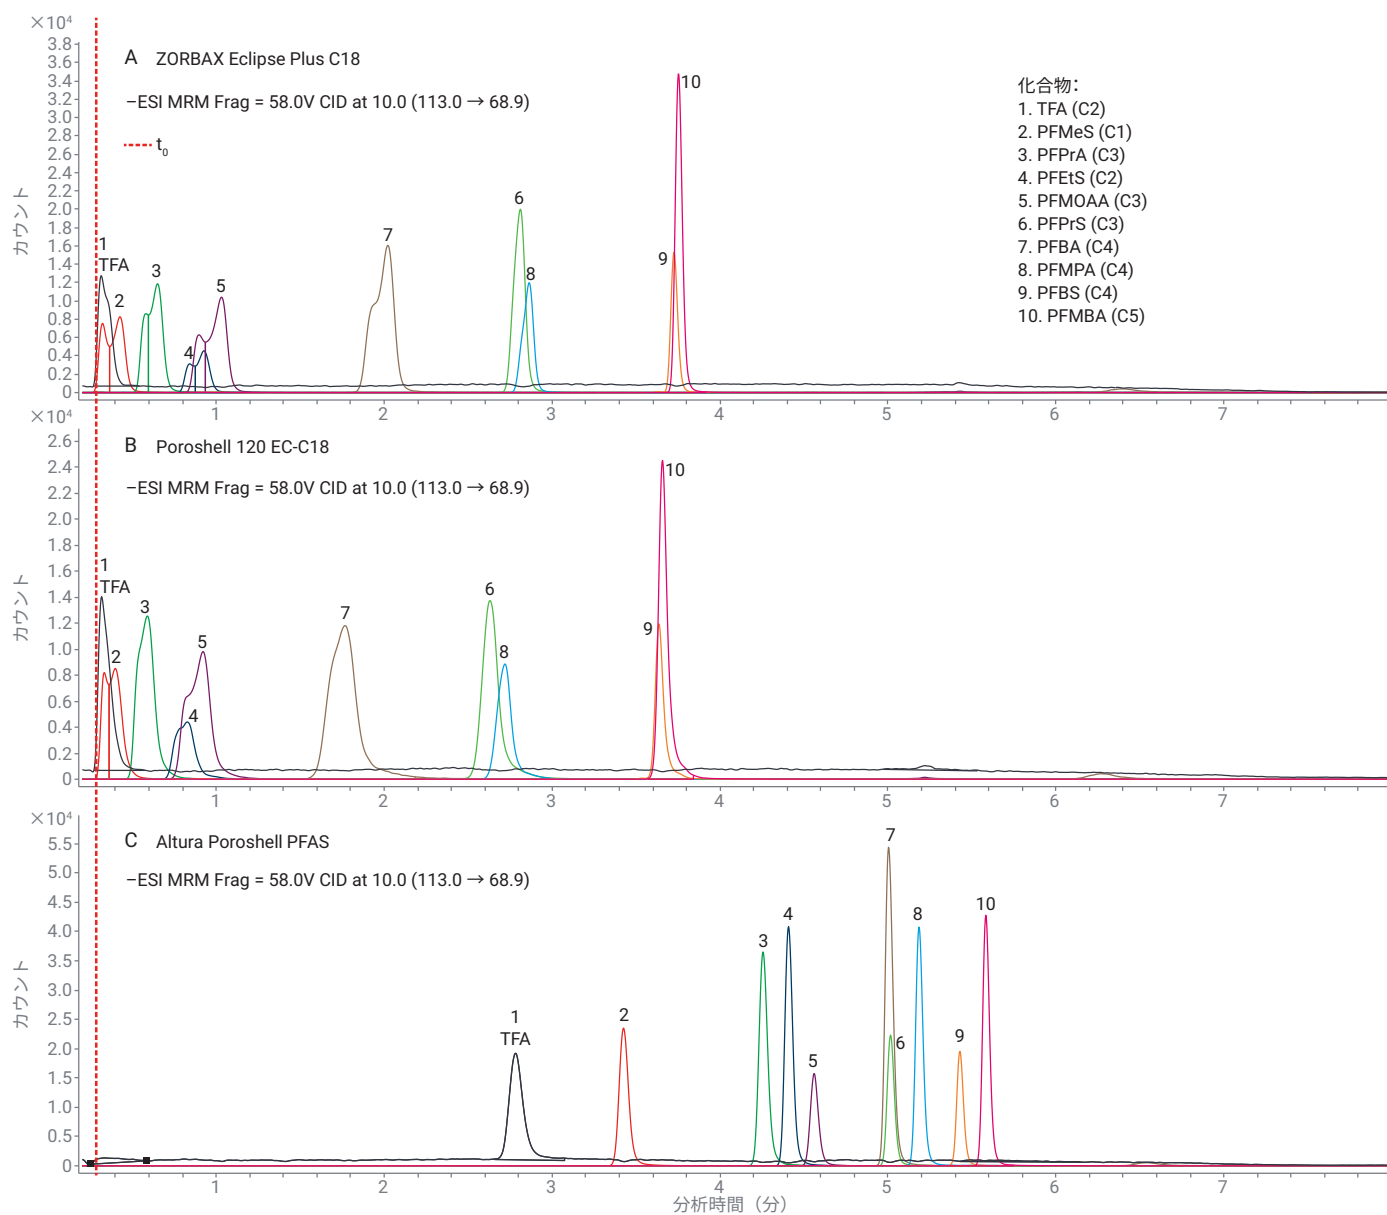 ×10⁴
A ZORBAX Eclipse Plus C18
−ESI MRM Frag = 58.0V CID at 10.0 (113.0 → 68.9)
t₀
カウント
3.8
3.6
3.4
3.2
3.0
2.8
2.6
2.4
2.2
2.0
1.8
1.6
1.4
1.2
1.0
0.8
0.6
0.4
0.2
0
1
TFA
2
3
4
5
7
6
8
9
10
化合物：
1. TFA (C2)
2. PFMeS (C1)
3. PFPrA (C3)
4. PFEtS (C2)
5. PFMOAA (C3)
6. PFPrS (C3)
7. PFBA (C4)
8. PFMPA (C4)
9. PFBS (C4)
10. PFMBA (C5)
1 2 3 4 5 6 7
×10⁴
B Poroshell 120 EC-C18
−ESI MRM Frag = 58.0V CID at 10.0 (113.0 → 68.9)
カウント
2.6
2.4
2.2
2.0
1.8
1.6
1.4
1.2
1.0
0.8
0.6
0.4
0.2
0
1
TFA
2
3
4
5
7
6
8
9
10
1 2 3 4 5 6 7
×10⁴
C Altura Poroshell PFAS
−ESI MRM Frag = 58.0V CID at 10.0 (113.0 → 68.9)
カウント
5.5
5.0
4.5
4.0
3.5
3.0
2.5
2.0
1.5
1.0
0.5
0
1
TFA
2
3
4
5
7
6
8
9
10
1 2 3 4 5 6 7
分析時間（分）